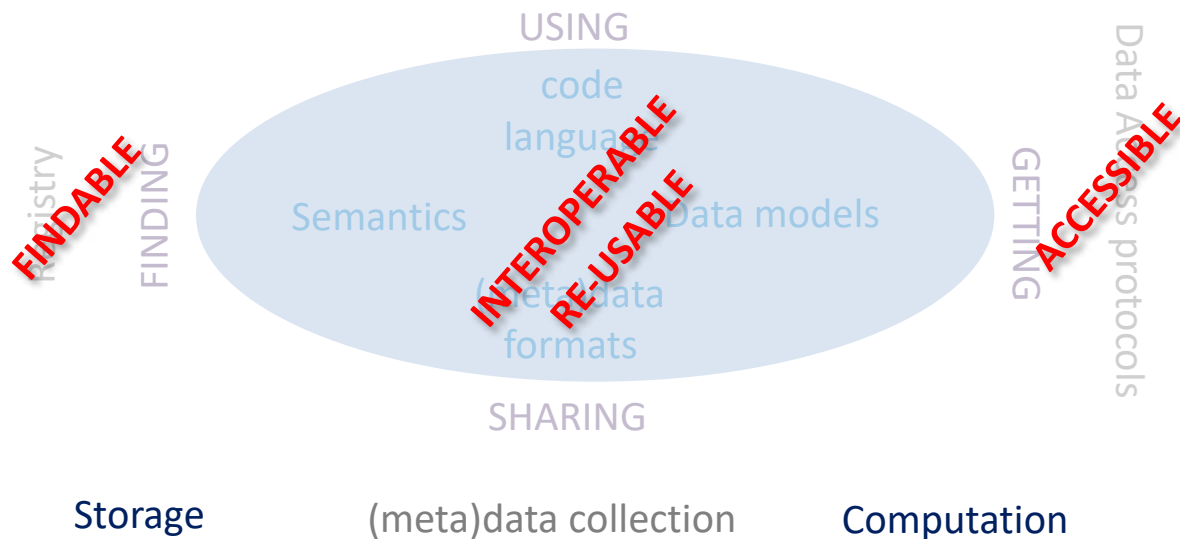 USING
code
language
Semantics
Data models
(meta)data
formats
SHARING
Registry
FINDING
FINDABLE
INTEROPERABLE
RE-USABLE
GETTING
ACCESSIBLE
Data Access protocols
Storage
(meta)data collection
Computation